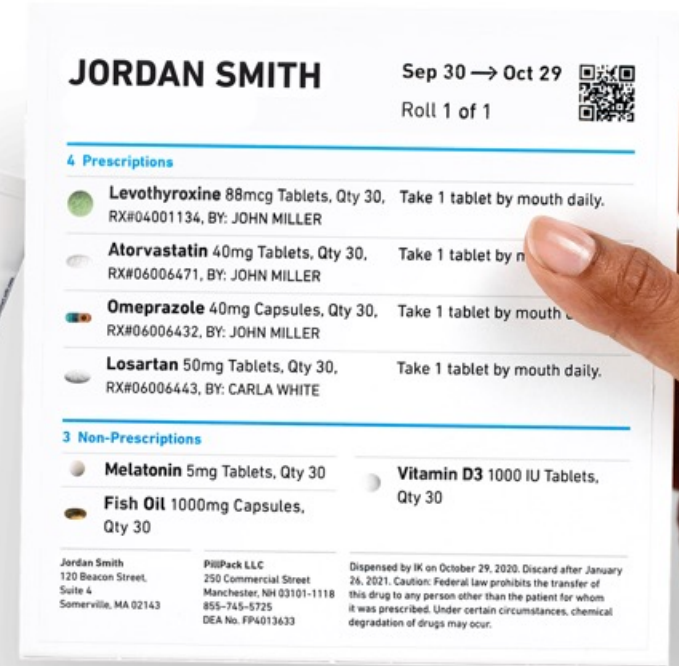 JORDAN SMITH
Sep 30 → Oct 29
Roll 1 of 1
4 Prescriptions
Levothyroxine 88mcg Tablets, Qty 30, Take 1 tablet by mouth daily.
RX#04001134, BY: JOHN MILLER
Atorvastatin 40mg Tablets, Qty 30, Take 1 tablet by
RX#06006471, BY: JOHN MILLER
Omeprazole 40mg Capsules, Qty 30, Take 1 tablet by mouth
RX#06006432, BY: JOHN MILLER
Losartan 50mg Tablets, Qty 30, Take 1 tablet by mouth daily.
RX#06006443, BY: CARLA WHITE
3 Non-Prescriptions
Melatonin 5mg Tablets, Qty 30
Fish Oil 1000mg Capsules,
Qty 30
Vitamin D3 1000 IU Tablets,
Qty 30
Jordan Smith
120 Beacon Street,
Suite 4
Somerville, MA 02143
PillPack LLC
250 Commercial Street
Manchester, NH 03101-1118
855-745-5725
DEA No. FP4013633
Dispensed by IK on October 29, 2020. Discard after January
26, 2021. Caution: Federal law prohibits the transfer of
this drug to any person other than the patient for whom
it was prescribed. Under certain circumstances, chemical
degradation of drugs may occur.